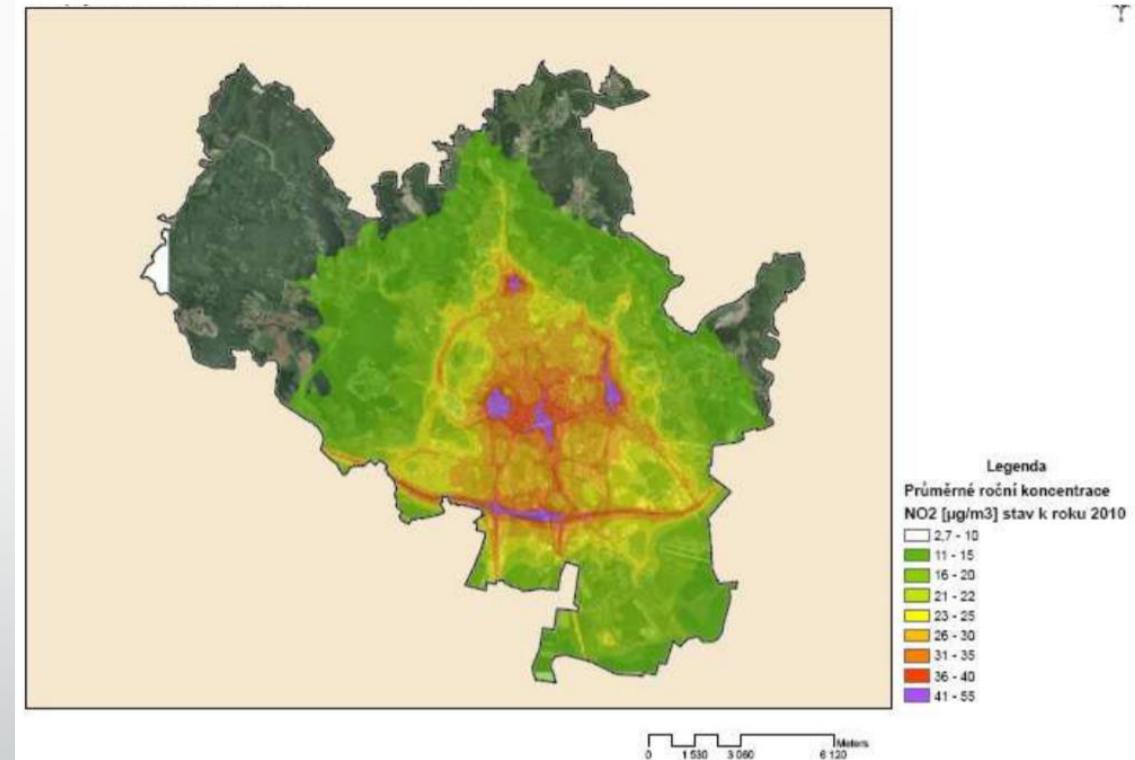 Legenda
Průměrné roční koncentrace
NO2 [µg/m3] stav k roku 2010
2,7 - 10
11 - 15
16 - 20
21 - 22
23 - 25
26 - 30
31 - 35
36 - 40
41 - 55
Meters
0 1 530 3 060 6 120